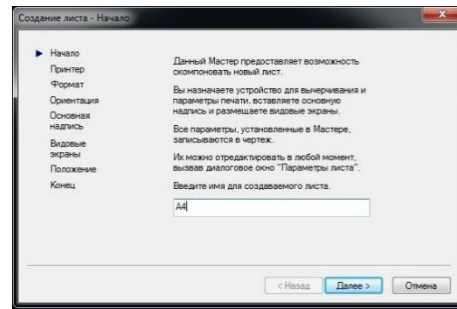 Создание листа - Начало
Начало
Принтер
Формат
Ориентация
Основная
надпись
Видовые
экраны
Положение
Конец
Данный Мастер предоставляет возможность
скомпоновать новый лист.
Вы назначаете устройство для вычерчивания и
параметры печати, вставляете основную
надпись и размещаете видовые экраны.
Все параметры, установленные в Мастере,
записываются в чертеж.
Их можно отредактировать в любой момент,
вызвав диалоговое окно "Параметры листа".
Введите имя для создаваемого листа.
A4
< Назад Далее > Отмена